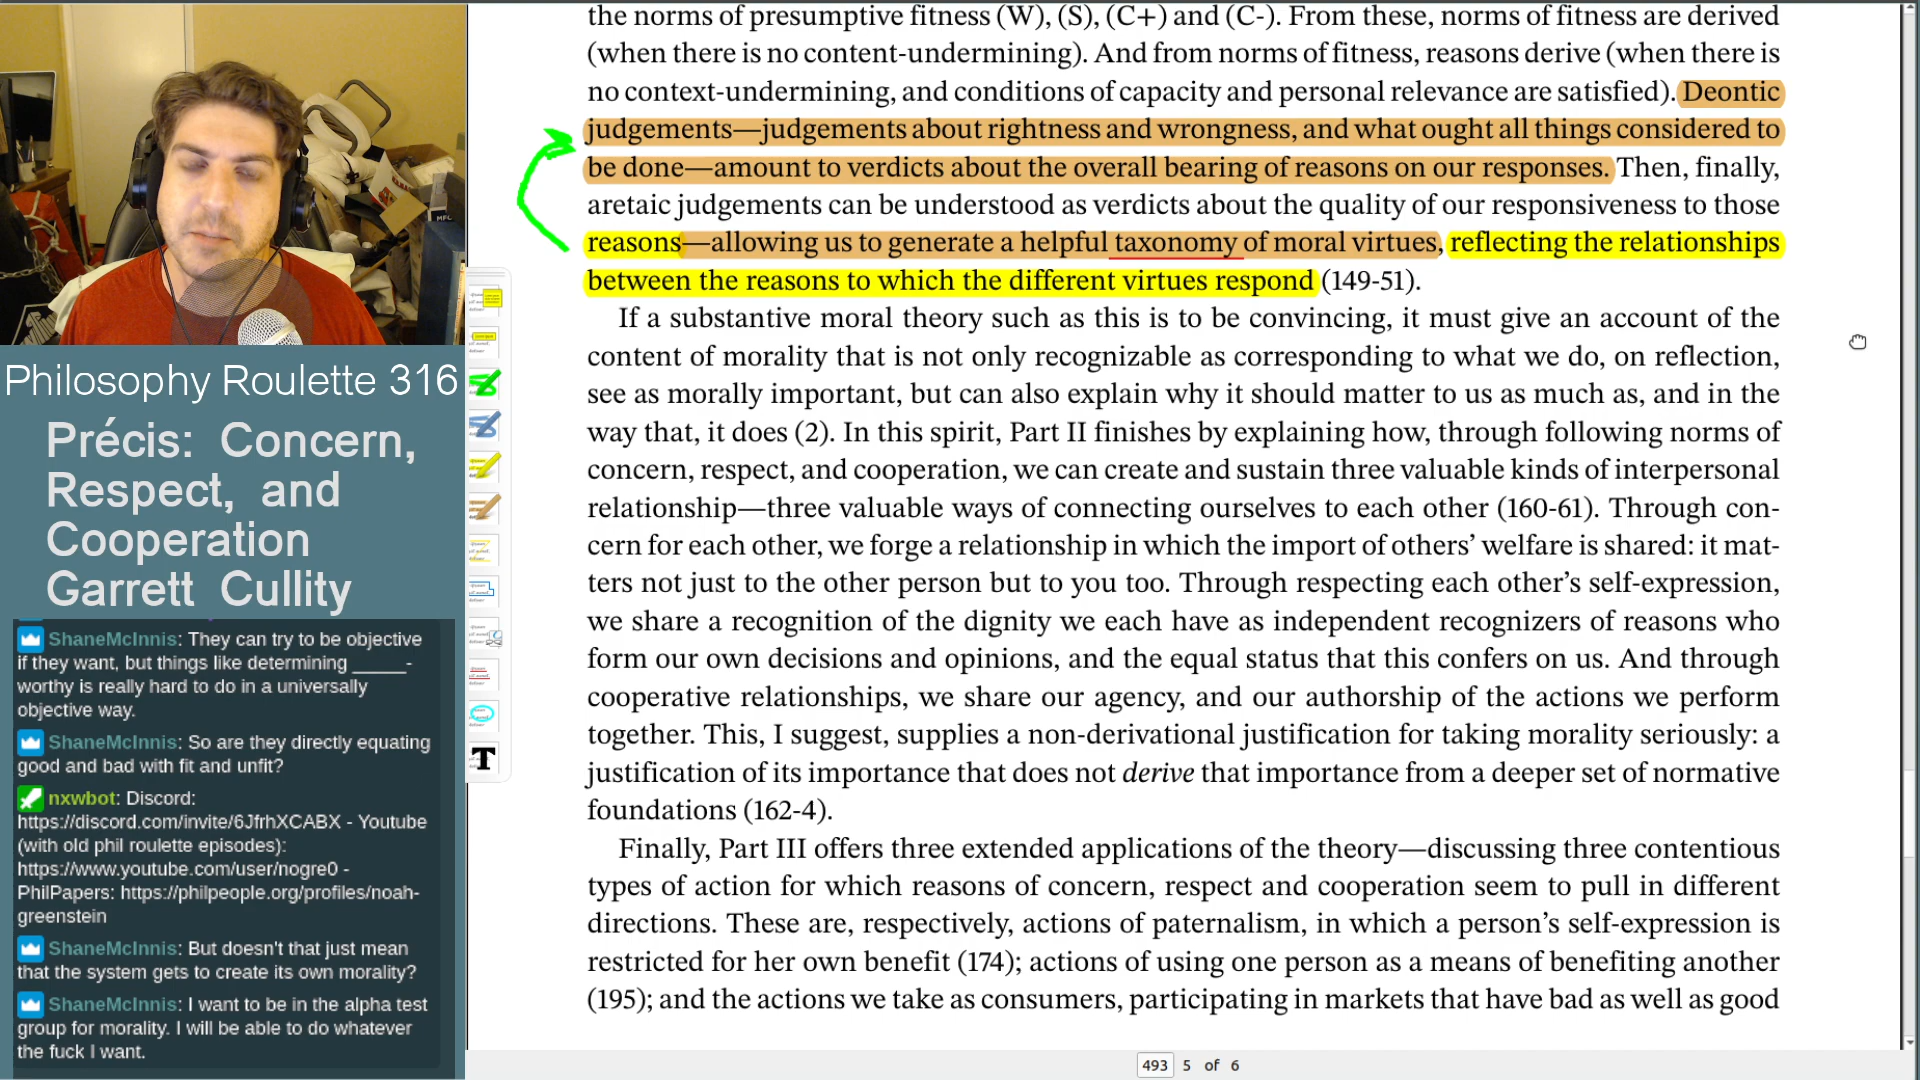 the norms of presumptive fitness (W), (S), (C+) and (C-). From these, norms of fitness are derived
(when there is no content-undermining). And from norms of fitness, reasons derive (when there is
no context-undermining, and conditions of capacity and personal relevance are satisfied). Deontic
judgements—judgements about rightness and wrongness, and what ought all things considered to
be done—amount to verdicts about the overall bearing of reasons on our responses. Then, finally,
aretaic judgements can be understood as verdicts about the quality of our responsiveness to those
reasons—allowing us to generate a helpful taxonomy of moral virtues, reflecting the relationships
between the reasons to which the different virtues respond (149-51).
If a substantive moral theory such as this is to be convincing, it must give an account of the
content of morality that is not only recognizable as corresponding to what we do, on reflection,
see as morally important, but can also explain why it should matter to us as much as, and in the
way that, it does (2). In this spirit, Part II finishes by explaining how, through following norms of
concern, respect, and cooperation, we can create and sustain three valuable kinds of interpersonal
relationship—three valuable ways of connecting ourselves to each other (160-61). Through con-
cern for each other, we forge a relationship in which the import of others’ welfare is shared: it mat-
ters not just to the other person but to you too. Through respecting each other’s self-expression,
we share a recognition of the dignity we each have as independent recognizers of reasons who
form our own decisions and opinions, and the equal status that this confers on us. And through
cooperative relationships, we share our agency, and our authorship of the actions we perform
together. This, I suggest, supplies a non-derivational justification for taking morality seriously: a
justification of its importance that does not derive that importance from a deeper set of normative
foundations (162-4).
Finally, Part III offers three extended applications of the theory—discussing three contentious
types of action for which reasons of concern, respect and cooperation seem to pull in different
directions. These are, respectively, actions of paternalism, in which a person’s self-expression is
restricted for her own benefit (174); actions of using one person as a means of benefiting another
(195); and the actions we take as consumers, participating in markets that have bad as well as good
493 5 of 6
T
Philosophy Roulette 316
Précis: Concern,
Respect, and
Cooperation
Garrett Cullity
ShaneMcInnis: They can try to be objective
if they want, but things like determining _____-
worthy is really hard to do in a universally
objective way.
ShaneMcInnis: So are they directly equating
good and bad with fit and unfit?
nxwbot: Discord:
https://discord.com/invite/6JfrhXCABX - Youtube
(with old phil roulette episodes):
https://www.youtube.com/user/nogre0 -
PhilPapers: https://philpeople.org/profiles/noah-
greenstein
ShaneMcInnis: But doesn't that just mean
that the system gets to create its own morality?
ShaneMcInnis: I want to be in the alpha test
group for morality. I will be able to do whatever
the fuck I want.